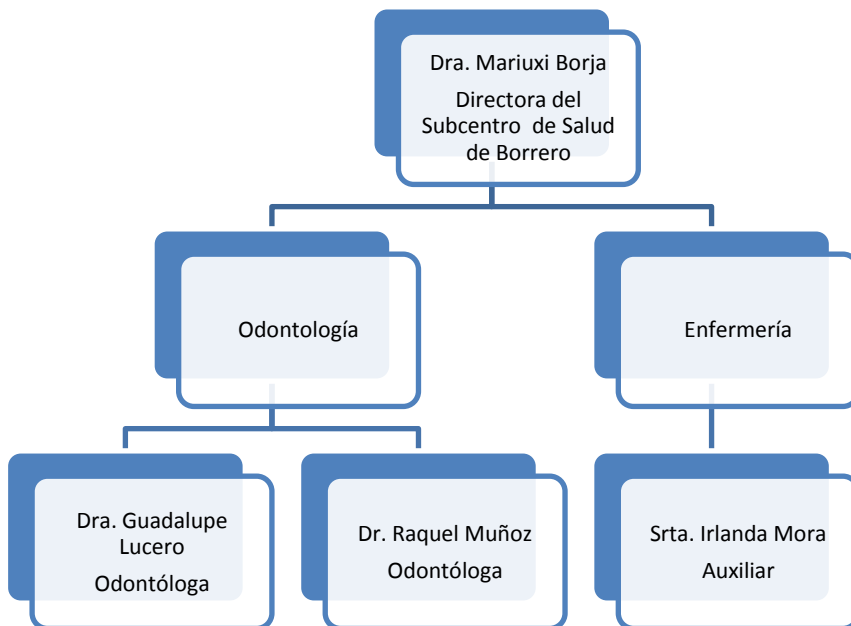 Dra. Mariuxi Borja
Directora del
Subcentro de Salud
de Borrero
Odontología
Enfermería
Dra. Guadalupe
Lucero
Odontóloga
Dr. Raquel Muñoz
Odontóloga
Srta. Irlanda Mora
Auxiliar